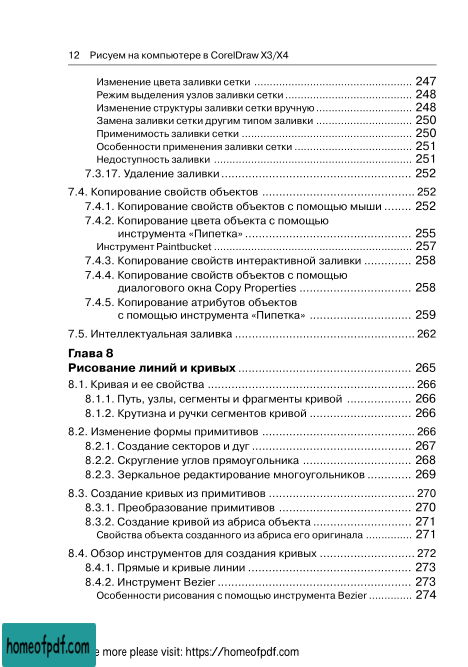 12 Рисуем на компьютере в CorelDraw X3/X4
Изменение цвета заливки сетки ........ 247
Режим выделения узлов заливки сетки ........ 248
Изменение структуры заливки сетки вручную ........ 248
Замена заливки сетки другим типом заливки ........ 250
Применимость заливки сетки ........ 250
Особенности применения заливки сетки ........ 251
Недоступность заливки ........ 251
7.3.17. Удаление заливки ........ 252
7.4. Копирование свойств объектов ........ 252
7.4.1. Копирование свойств объектов с помощью мыши ........ 252
7.4.2. Копирование цвета объекта с помощью
инструмента «Пипетка» ........ 255
Инструмент Paintbucket ........ 257
7.4.3. Копирование свойств интерактивной заливки ........ 258
7.4.4. Копирование свойств объектов с помощью
диалогового окна Copy Properties ........ 258
7.4.5. Копирование атрибутов объектов
с помощью инструмента «Пипетка» ........ 259
7.5. Интеллектуальная заливка ........ 262
Глава 8
Рисование линий и кривых ........ 265
8.1. Кривая и ее свойства ........ 266
8.1.1. Путь, узлы, сегменты и фрагменты кривой ........ 266
8.1.2. Крутизна и ручки сегментов кривой ........ 266
8.2. Изменение формы примитивов ........ 266
8.2.1. Создание секторов и дуг ........ 267
8.2.2. Скругление углов прямоугольника ........ 268
8.2.3. Зеркальное редактирование многоугольников ........ 269
8.3. Создание кривых из примитивов ........ 270
8.3.1. Преобразование примитивов ........ 270
8.3.2. Создание кривой из абриса объекта ........ 271
Свойства объекта созданного из абриса его оригинала ........ 271
8.4. Обзор инструментов для создания кривых ........ 272
8.4.1. Прямые и кривые линии ........ 273
8.4.2. Инструмент Bezier ........ 273
Особенности рисования с помощью инструмента Bezier ........ 274
homeofpdf.com
e more please visit: https://homeofpdf.com